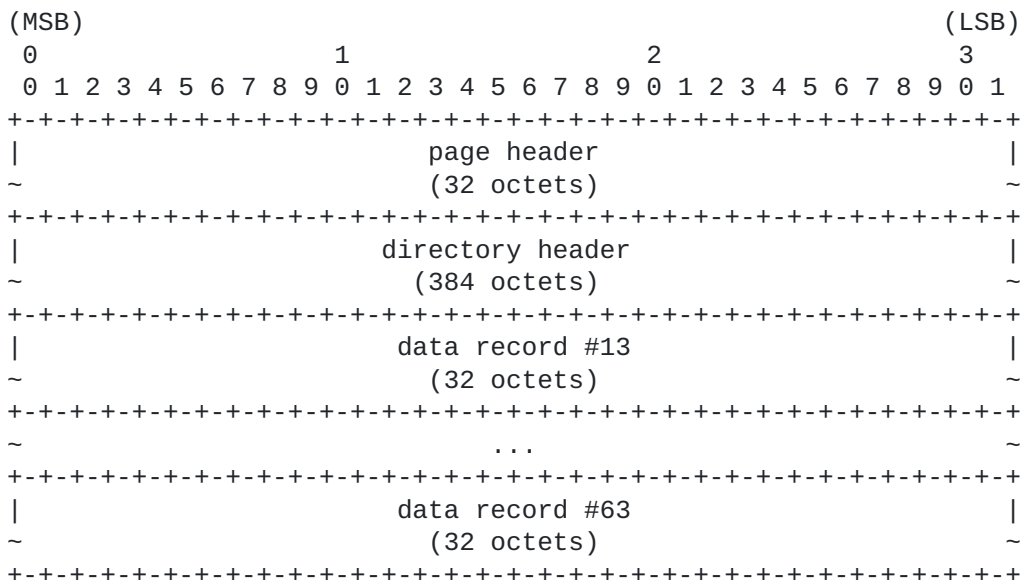 (MSB)                                                       (LSB)
 0                   1                   2                   3
 0 1 2 3 4 5 6 7 8 9 0 1 2 3 4 5 6 7 8 9 0 1 2 3 4 5 6 7 8 9 0 1
+-+-+-+-+-+-+-+-+-+-+-+-+-+-+-+-+-+-+-+-+-+-+-+-+-+-+-+-+-+-+-+-+
|                          page header                          |
~                          (32 octets)                          ~
+-+-+-+-+-+-+-+-+-+-+-+-+-+-+-+-+-+-+-+-+-+-+-+-+-+-+-+-+-+-+-+-+
|                       directory header                        |
~                         (384 octets)                          ~
+-+-+-+-+-+-+-+-+-+-+-+-+-+-+-+-+-+-+-+-+-+-+-+-+-+-+-+-+-+-+-+-+
|                        data record #13                        |
~                          (32 octets)                          ~
+-+-+-+-+-+-+-+-+-+-+-+-+-+-+-+-+-+-+-+-+-+-+-+-+-+-+-+-+-+-+-+-+
~                              ...                              ~
+-+-+-+-+-+-+-+-+-+-+-+-+-+-+-+-+-+-+-+-+-+-+-+-+-+-+-+-+-+-+-+-+
|                        data record #63                        |
~                          (32 octets)                          ~
+-+-+-+-+-+-+-+-+-+-+-+-+-+-+-+-+-+-+-+-+-+-+-+-+-+-+-+-+-+-+-+-+